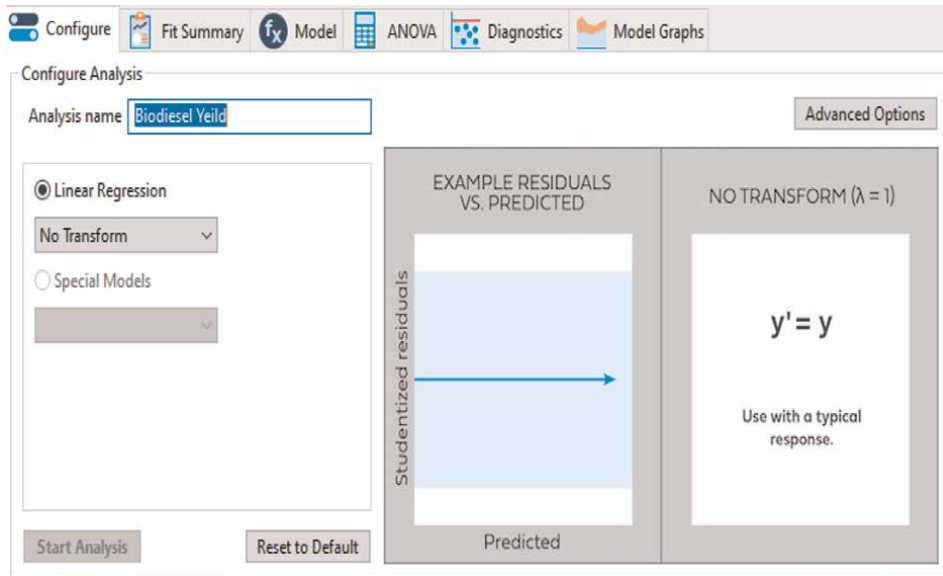 Configure
Fit Summary
fx Model
ANOVA
Diagnostics
Model Graphs
Configure Analysis
Analysis name Biodiesel Yeild
Advanced Options
Linear Regression
No Transform
Special Models
Start Analysis
Reset to Default
EXAMPLE RESIDUALS
VS. PREDICTED
Studentized residuals
Predicted
NO TRANSFORM (λ = 1)
y' = y
Use with a typical
response.